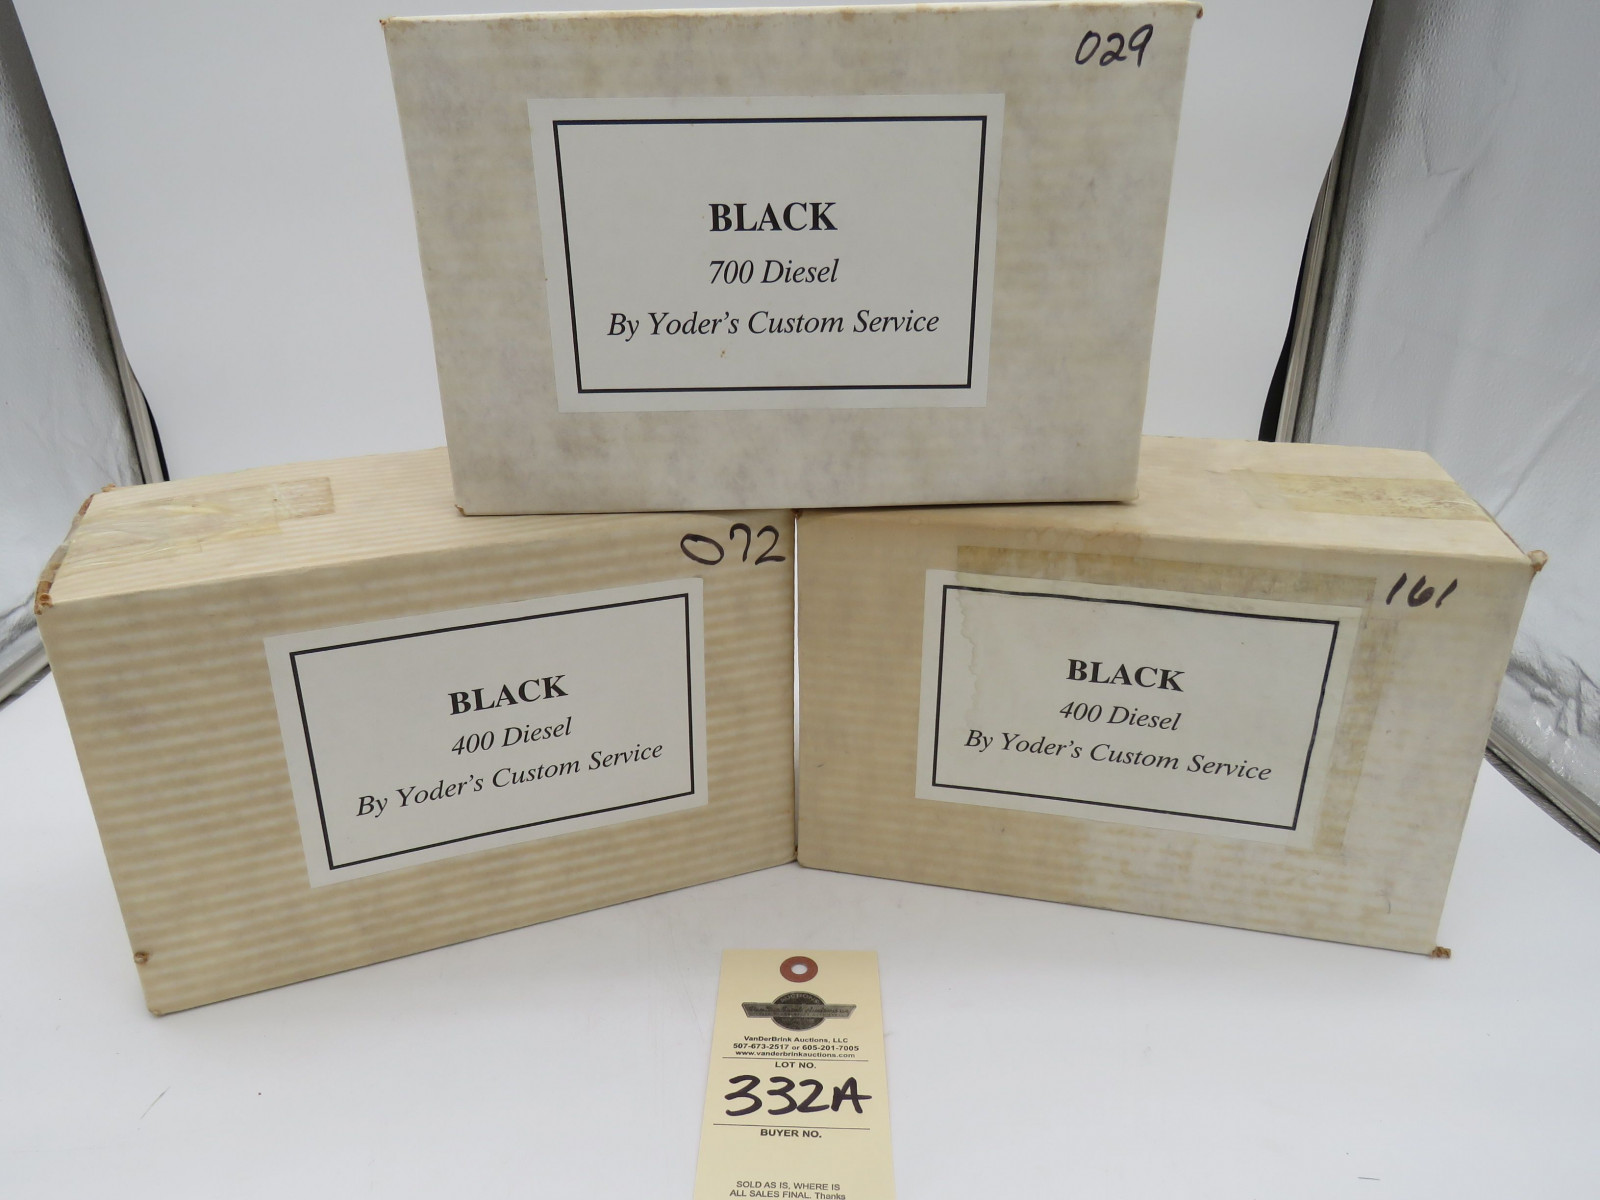 029
BLACK
700 Diesel
By Yoder's Custom Service
072
BLACK
400 Diesel
By Yoder's Custom Service
161
BLACK
400 Diesel
By Yoder's Custom Service
VanDerBrink Auctions, LLC
507-673-2517 or 605-201-7005
www.vanderbrinkauctions.com
LOT NO.
332A
BUYER NO.
SOLD AS IS, WHERE IS
ALL SALES FINAL. Thanks